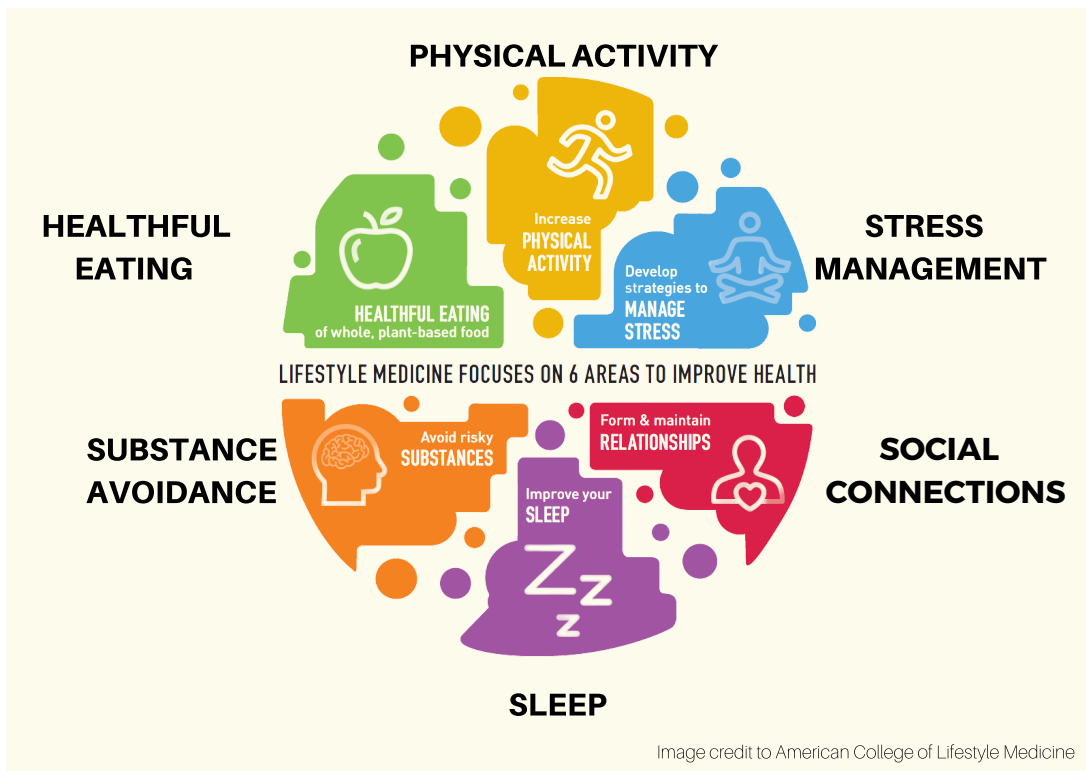 PHYSICAL ACTIVITY
HEALTHFUL
EATING
STRESS
MANAGEMENT
Increase
PHYSICAL
ACTIVITY
Develop
strategies to
MANAGE
STRESS
HEALTHFUL EATING
of whole, plant-based food
LIFESTYLE MEDICINE FOCUSES ON 6 AREAS TO IMPROVE HEALTH
SUBSTANCE
AVOIDANCE
Avoid risky
SUBSTANCES
Form & maintain
RELATIONSHIPS
SOCIAL
CONNECTIONS
Improve your
SLEEP
Z
z
z
SLEEP
Image credit to American College of Lifestyle Medicine